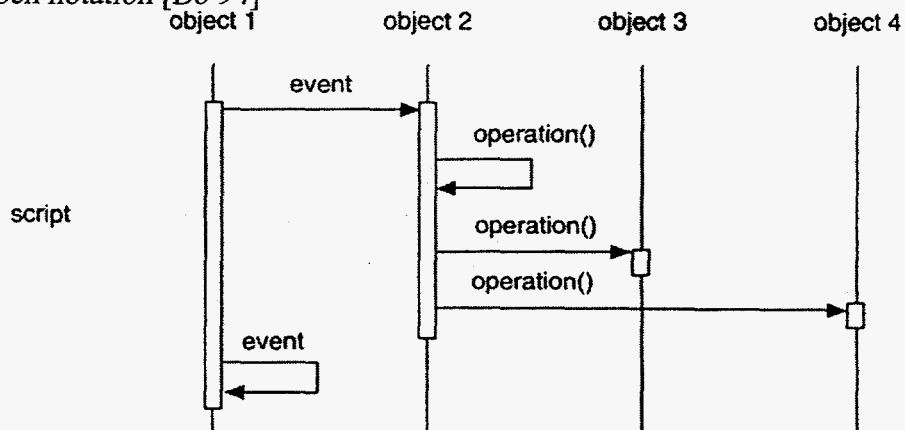 object 1 object 2 object 3 object 4
event
operation()
script
operation()
operation()
event